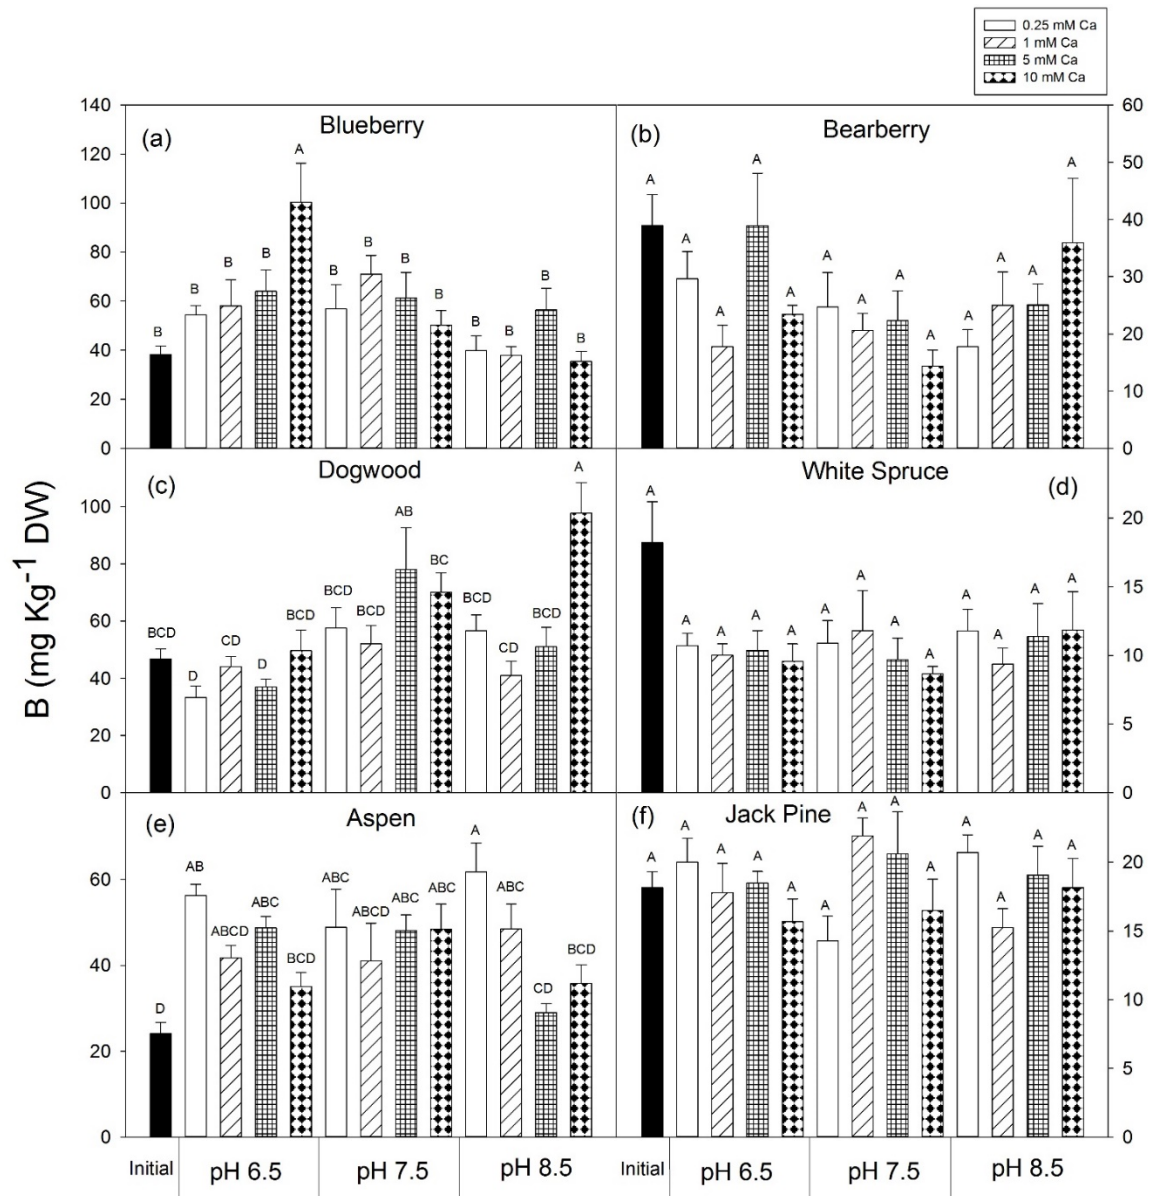 0.25 mM Ca
1 mM Ca
5 mM Ca
10 mM Ca
B (mg Kg⁻¹ DW)
(a) Blueberry
140
120
100
80
60
40
20
0
B B B B A B B B B B B B B
(b) Bearberry
60
50
40
30
20
10
0
A A A A A A A A A A A A A
(c) Dogwood
100
80
60
40
20
0
BCD D CD D BCD BCD BCD AB BC BCD CD BCD A
White Spruce (d)
20
15
10
5
0
A A A A A A A A A A A A A
(e) Aspen
60
40
20
0
D AB ABCD ABC BCD ABC ABCD ABC ABC A ABC CD BCD
(f) Jack Pine
20
15
10
5
0
A A A A A A A A A A A A A
Initial pH 6.5 pH 7.5 pH 8.5
Initial pH 6.5 pH 7.5 pH 8.5